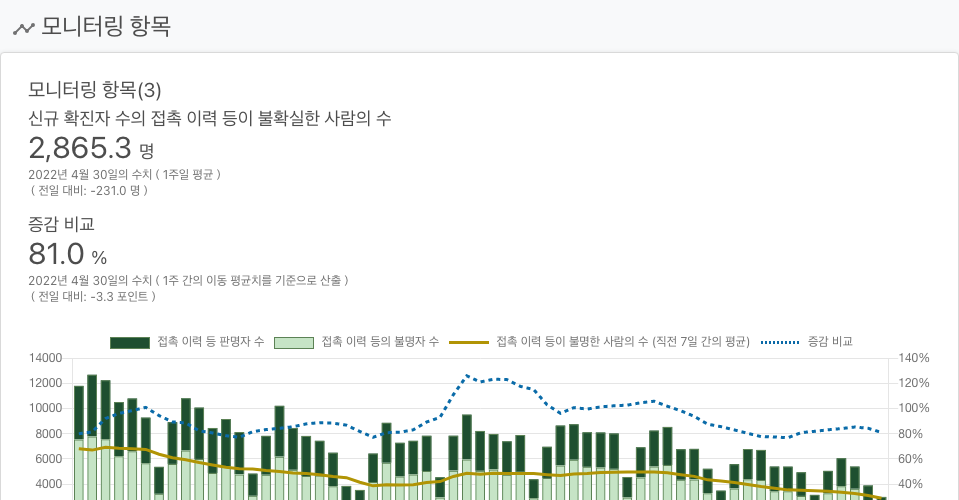 모니터링 항목
모니터링 항목(3)
신규 확진자 수의 접촉 이력 등이 불확실한 사람의 수
2,865.3 명
2022년 4월 30일의 수치 ( 1주일 평균 )
( 전일 대비: -231.0 명 )
증감 비교
81.0 %
2022년 4월 30일의 수치 ( 1주 간의 이동 평균치를 기준으로 산출 )
( 전일 대비: -3.3 포인트 )
접촉 이력 등 판명자 수 접촉 이력 등의 불명자 수 접촉 이력 등이 불명한 사람의 수 (직전 7일 간의 평균) 증감 비교
14000 140%
12000 120%
10000 100%
8000 80%
6000 60%
4000 40%